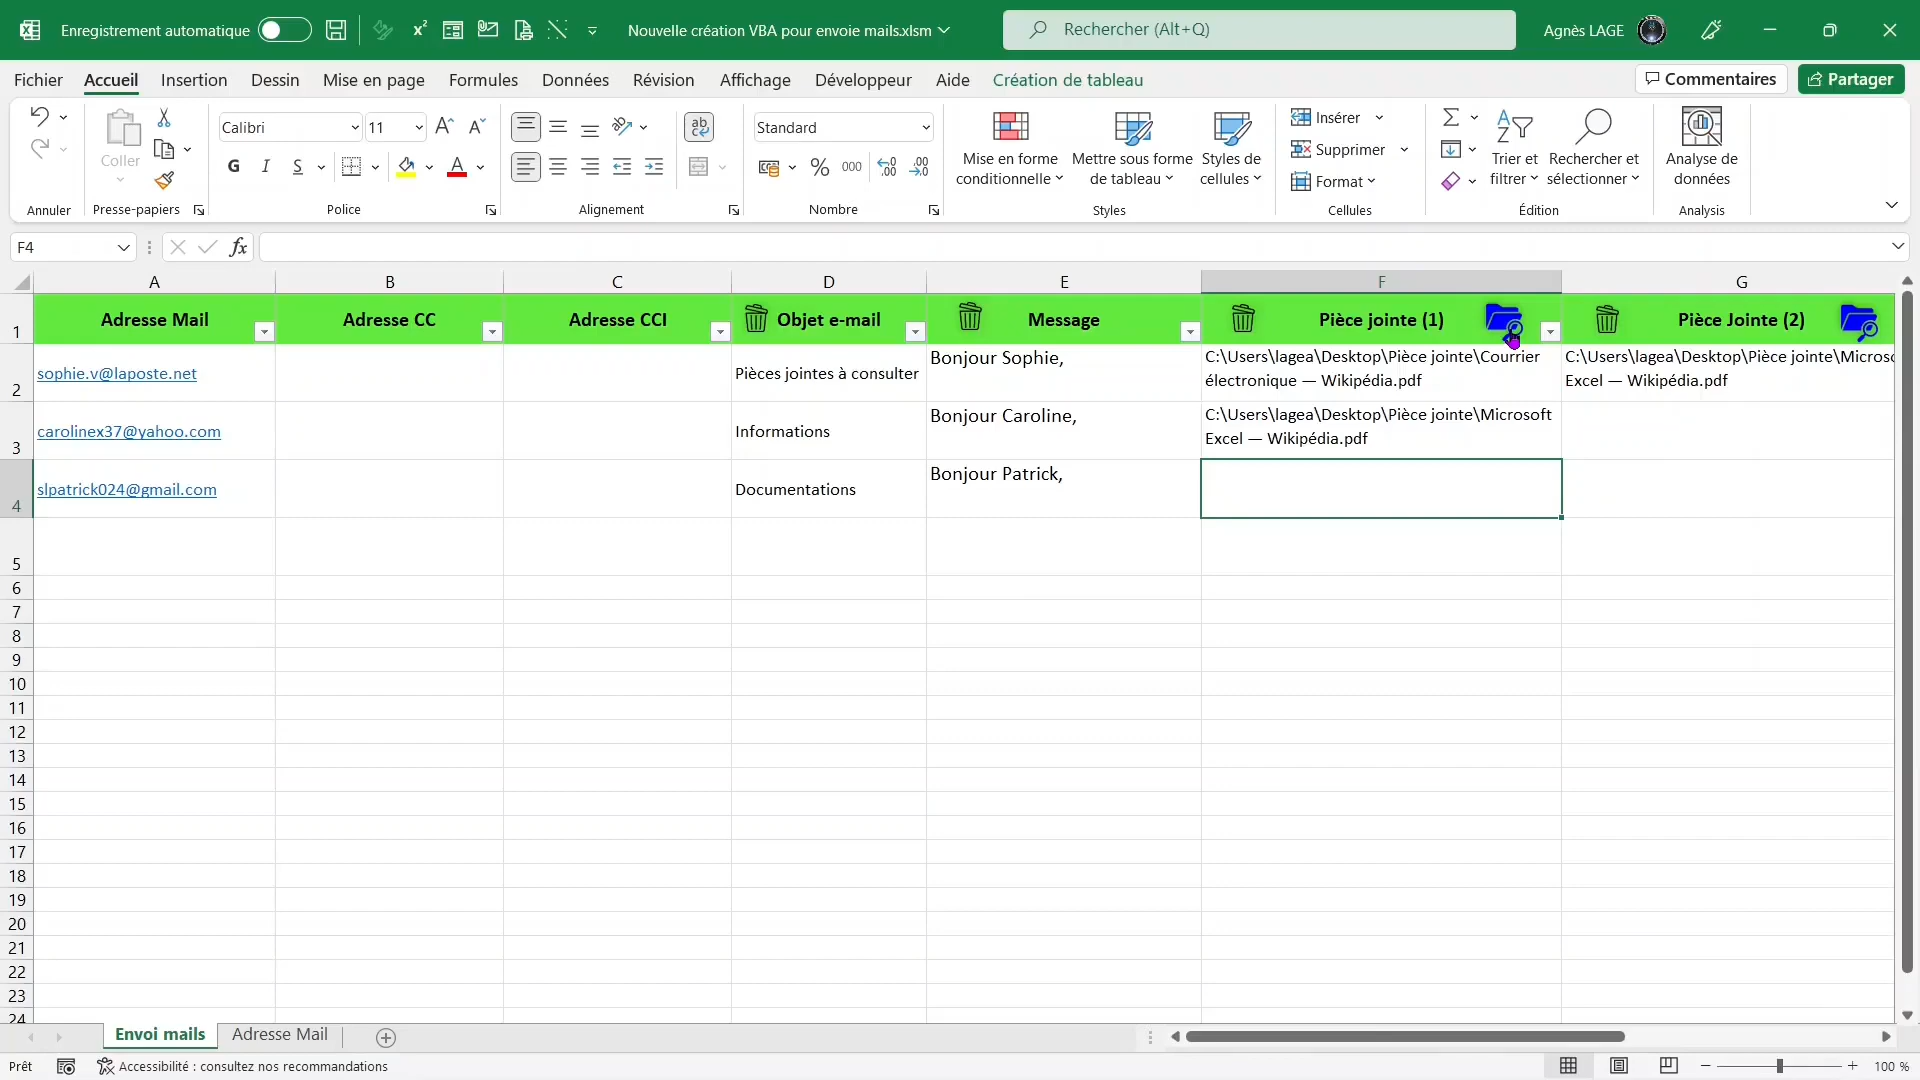 Enregistrement automatique
Nouvelle création VBA pour envoie mails.xlsm
Rechercher (Alt+Q)
Agnès LAGE
Fichier Accueil Insertion Dessin Mise en page Formules Données Révision Affichage Développeur Aide Création de tableau
Commentaires
Partager
Coller
Calibri 11
G I S
Standard
Mise en forme conditionnelle
Mettre sous forme de tableau
Styles de cellules
Insérer
Supprimer
Format
Trier et filtrer
Rechercher et sélectionner
Analyse de données
Annuler Presse-papiers Police Alignement Nombre Styles Cellules Édition Analysis
F4 fx
A B C D E F G
1 Adresse Mail Adresse CC Adresse CCI Objet e-mail Message Pièce jointe (1) Pièce Jointe (2)
2 sophie.v@laposte.net Pièces jointes à consulter Bonjour Sophie, C:\Users\lagea\Desktop\Pièce jointe\Courrier électronique — Wikipédia.pdf C:\Users\lagea\Desktop\Pièce jointe\Microso Excel — Wikipédia.pdf
3 carolinex37@yahoo.com Informations Bonjour Caroline, C:\Users\lagea\Desktop\Pièce jointe\Microsoft Excel — Wikipédia.pdf
4 slpatrick024@gmail.com Documentations Bonjour Patrick,
5
6
7
8
9
10
11
12
13
14
15
16
17
18
19
20
21
22
23
24
Envoi mails Adresse Mail
Prêt Accessibilité : consultez nos recommandations 100 %